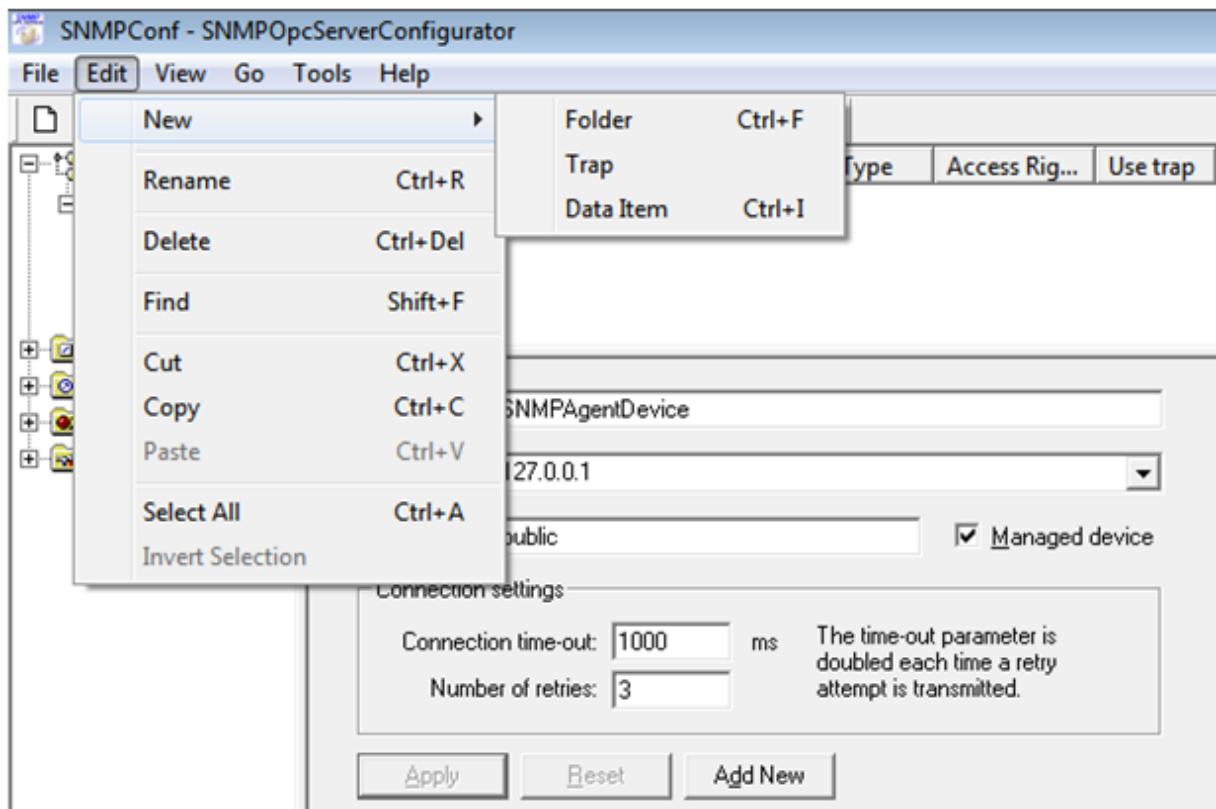 SNMPConf - SNMPOpcServerConfigurator
File Edit View Go Tools Help
New
Folder Ctrl+F
Trap
Data Item Ctrl+I
Rename Ctrl+R
Delete Ctrl+Del
Find Shift+F
Cut Ctrl+X
Copy Ctrl+C
Paste Ctrl+V
Select All Ctrl+A
Invert Selection
Type Access Rig... Use trap
SNMPAgentDevice
127.0.0.1
public
Managed device
Connection settings
Connection time-out: 1000 ms
Number of retries: 3
The time-out parameter is
doubled each time a retry
attempt is transmitted.
Apply Reset Add New